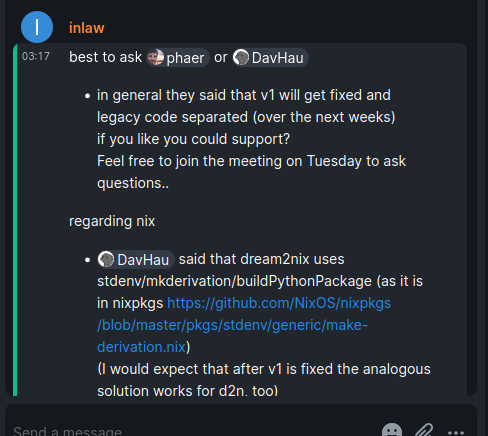 I inlaw
03:17 best to ask phaer or DavHau
• in general they said that v1 will get fixed and
legacy code separated (over the next weeks)
if you like you could support?
Feel free to join the meeting on Tuesday to ask
questions..
regarding nix
• DavHau said that dream2nix uses
stdenv/mkderivation/buildPythonPackage (as it is
in nixpkgs https://github.com/NixOS/nixpkgs
/blob/master/pkgs/stdenv/generic/make-
derivation.nix)
(I would expect that after v1 is fixed the analogous
solution works for d2n, too)
Send a message